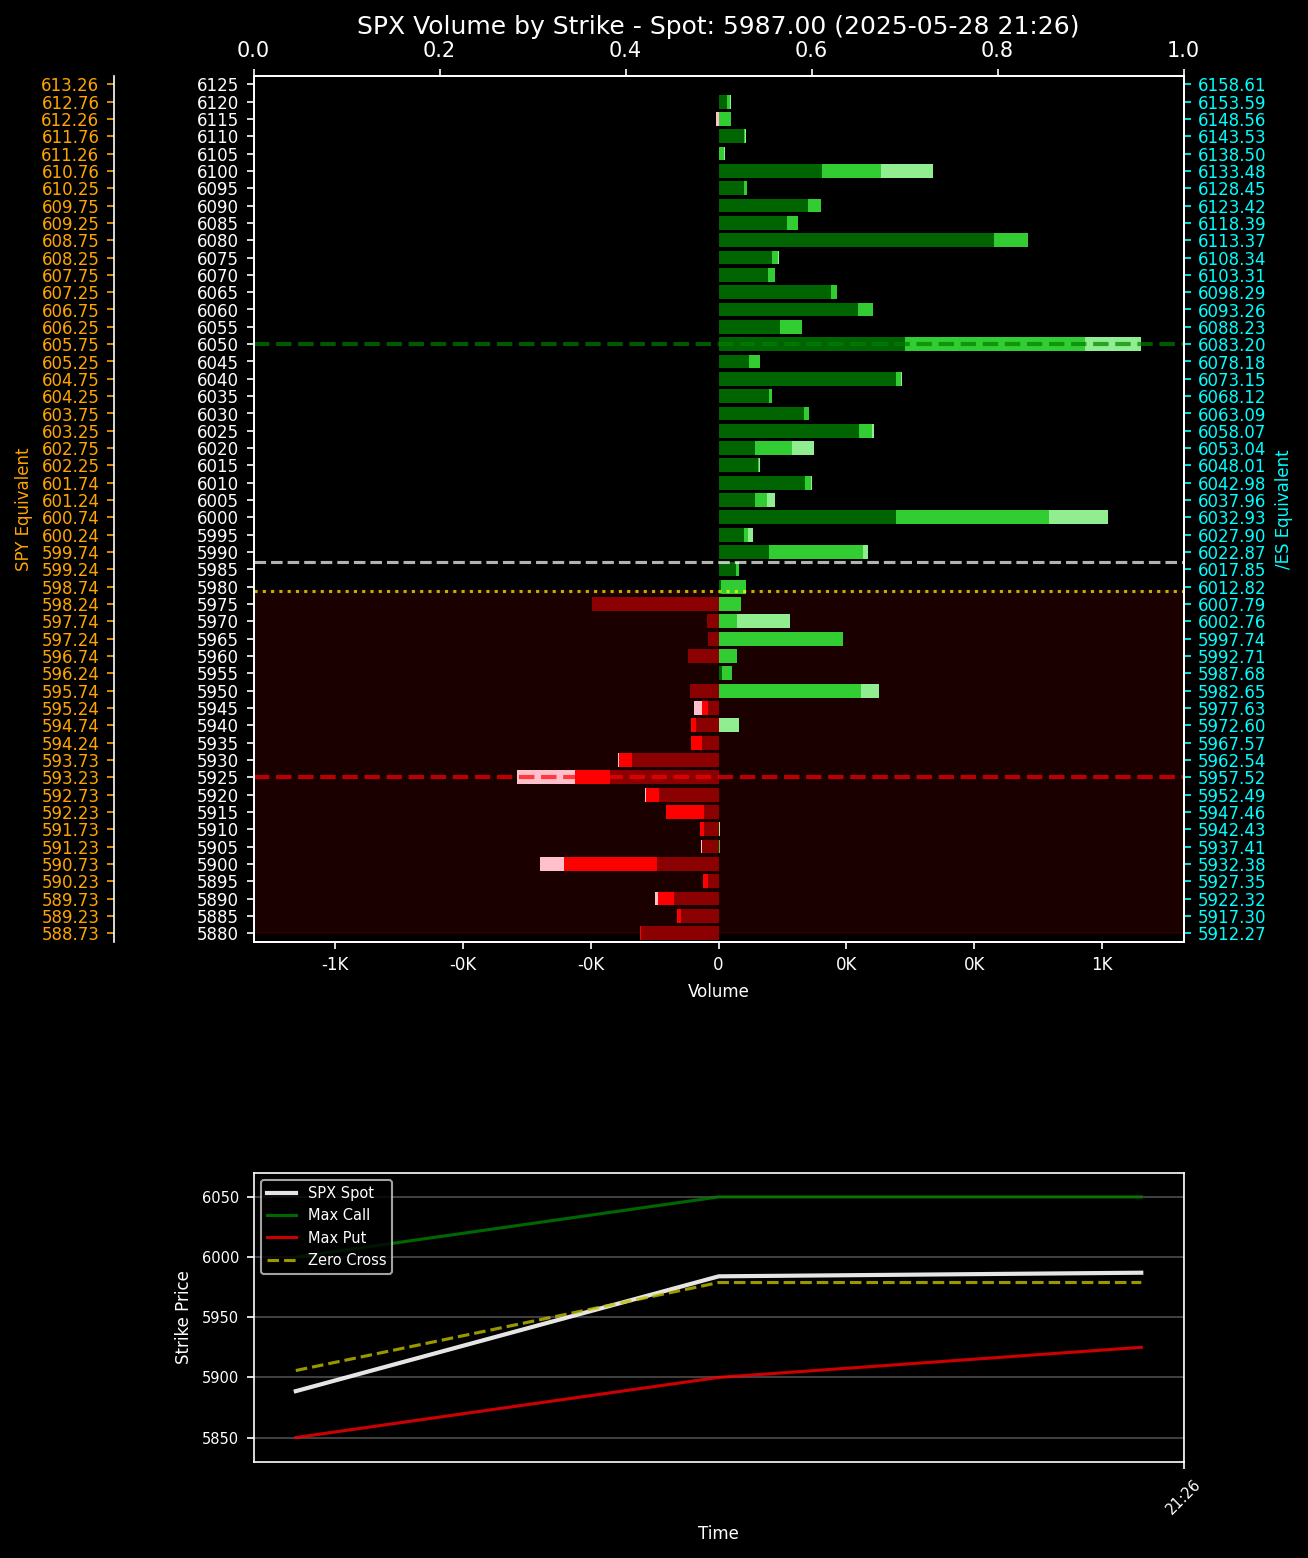 SPX Volume by Strike - Spot: 5987.00 (2025-05-28 21:26)
0.0 0.2 0.4 0.6 0.8 1.0
613.26 6125 6158.61
612.76 6120 6153.59
612.26 6115 6148.56
611.76 6110 6143.53
611.26 6105 6138.50
610.76 6100 6133.48
610.25 6095 6128.45
609.75 6090 6123.42
609.25 6085 6118.39
608.75 6080 6113.37
608.25 6075 6108.34
607.75 6070 6103.31
607.25 6065 6098.29
606.75 6060 6093.26
606.25 6055 6088.23
605.75 6050 6083.20
605.25 6045 6078.18
604.75 6040 6073.15
604.25 6035 6068.12
603.75 6030 6063.09
603.25 6025 6058.07
602.75 6020 6053.04
602.25 6015 6048.01
601.74 6010 6042.98
601.24 6005 6037.96
600.74 6000 6032.93
600.24 5995 6027.90
599.74 5990 6022.87
599.24 5985 6017.85
598.74 5980 6012.82
598.24 5975 6007.79
597.74 5970 6002.76
597.24 5965 5997.74
596.74 5960 5992.71
596.24 5955 5987.68
595.74 5950 5982.65
595.24 5945 5977.63
594.74 5940 5972.60
594.24 5935 5967.57
593.73 5930 5962.54
593.23 5925 5957.52
592.73 5920 5952.49
592.23 5915 5947.46
591.73 5910 5942.43
591.23 5905 5937.41
590.73 5900 5932.38
590.23 5895 5927.35
589.73 5890 5922.32
589.23 5885 5917.30
588.73 5880 5912.27
SPY Equivalent
/ES Equivalent
-1K -0K -0K 0 0K 0K 1K
Volume
SPX Spot
Max Call
Max Put
Zero Cross
6050
6000
5950
5900
5850
Strike Price
21:26
Time